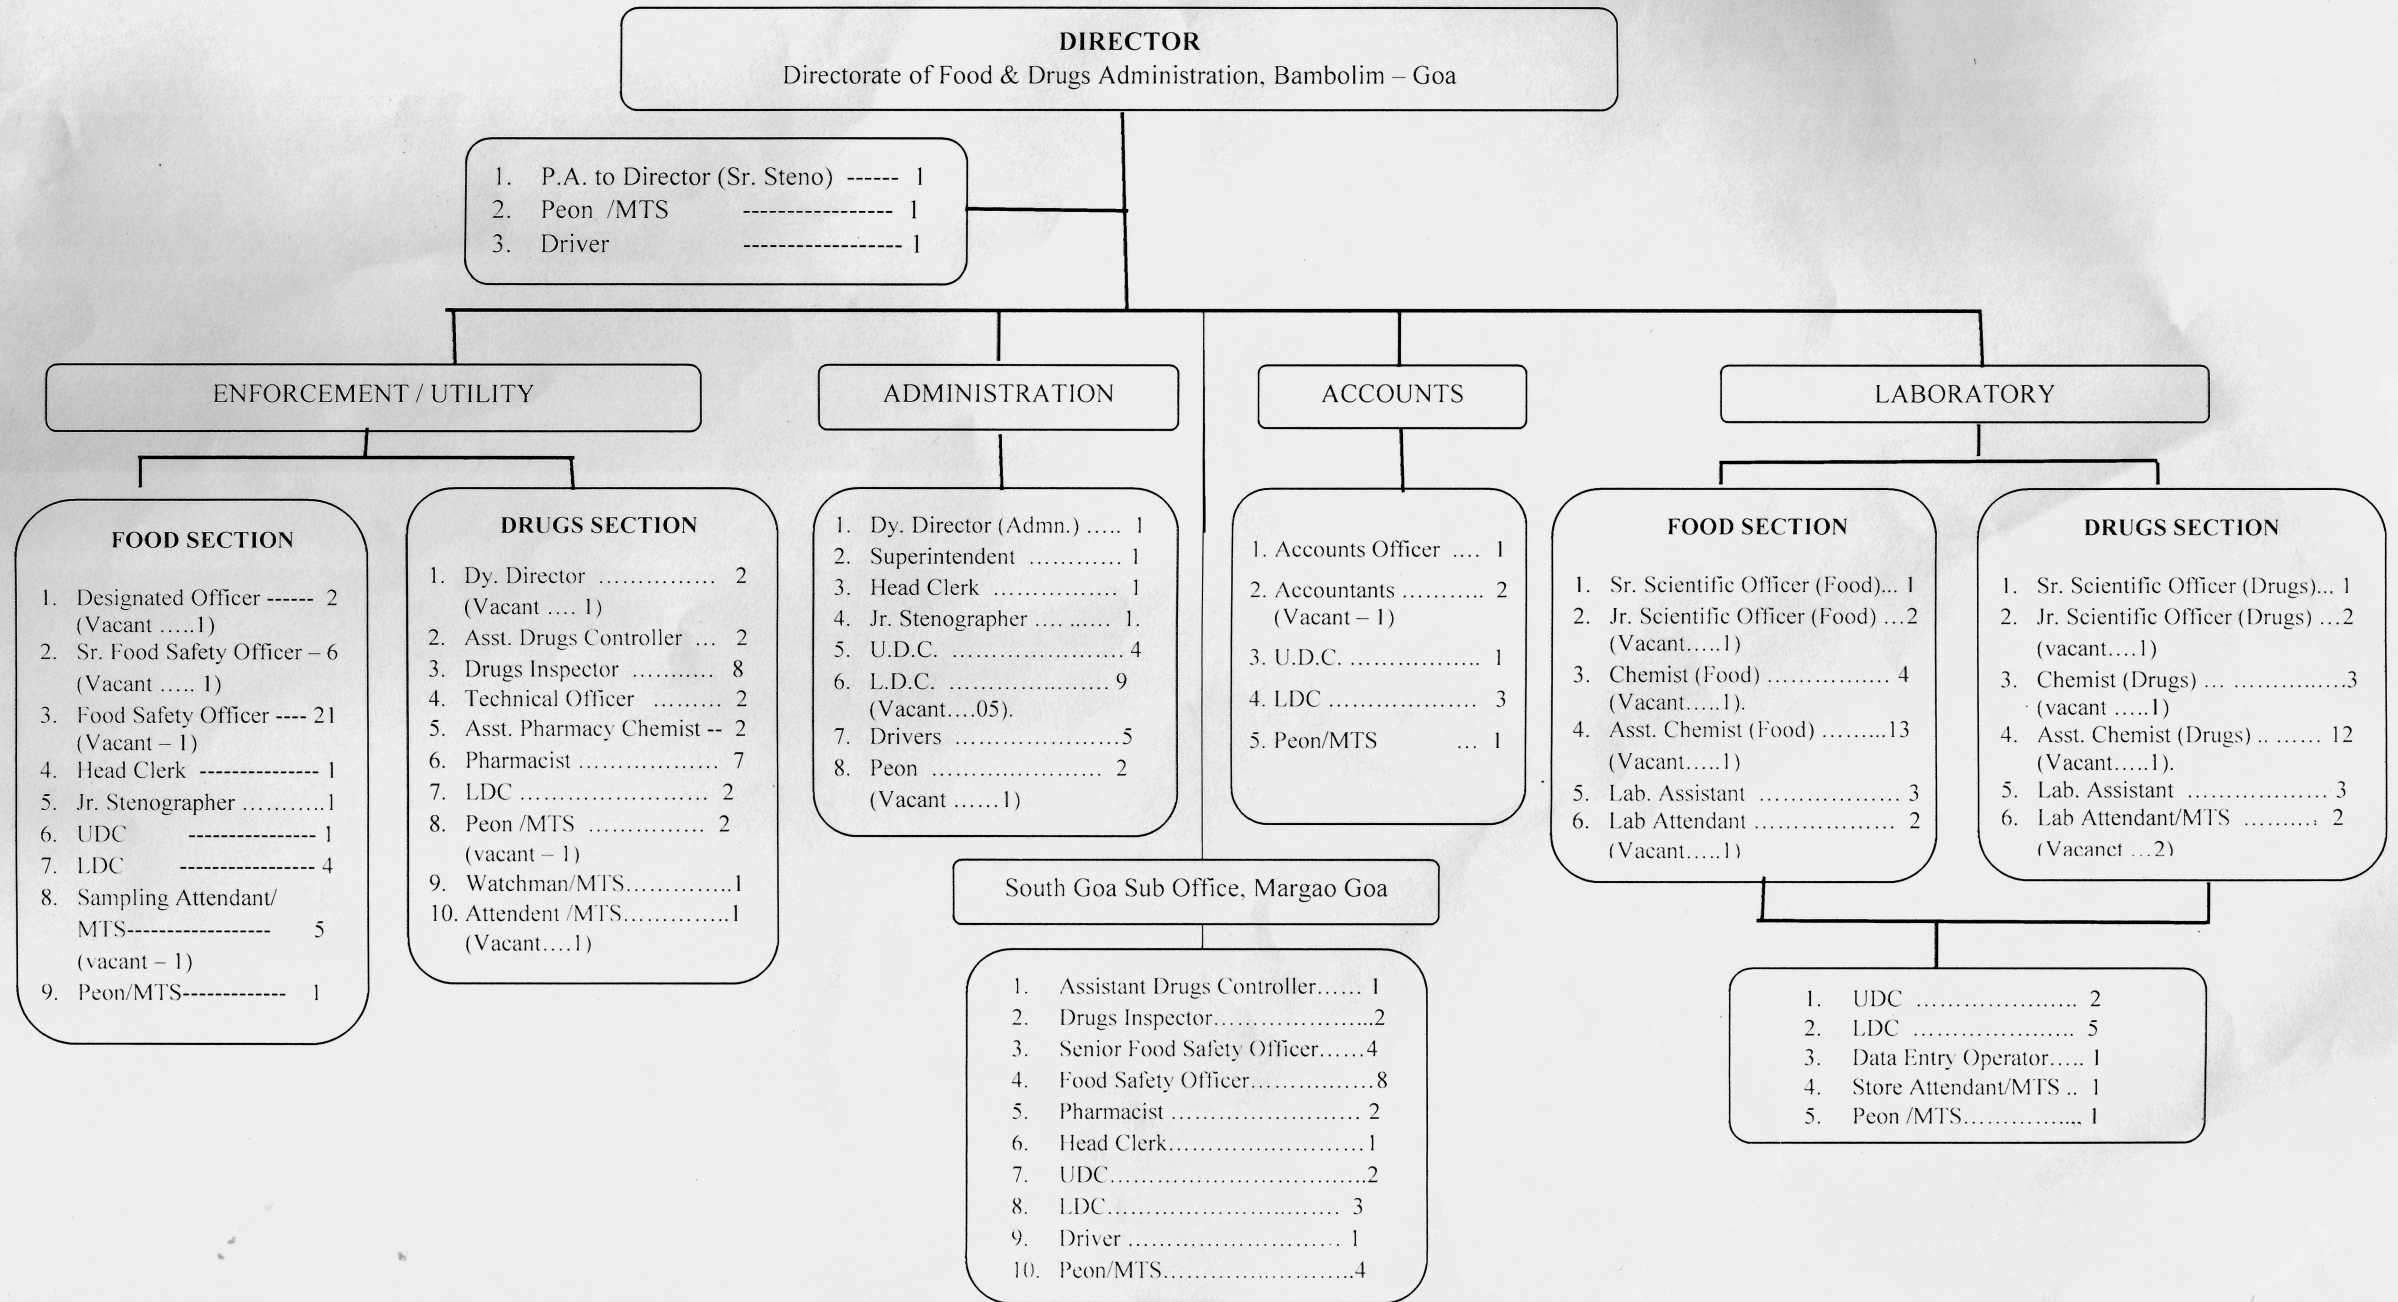 DIRECTOR
Directorate of Food & Drugs Administration, Bambolim – Goa
1. P.A. to Director (Sr. Steno) ------ 1
2. Peon /MTS ----------------- 1
3. Driver ------------------ 1
ENFORCEMENT / UTILITY
ADMINISTRATION
ACCOUNTS
LABORATORY
FOOD SECTION
1. Designated Officer ------ 2
(Vacant .....1)
2. Sr. Food Safety Officer – 6
(Vacant ..... 1)
3. Food Safety Officer ---- 21
(Vacant – 1)
4. Head Clerk --------------- 1
5. Jr. Stenographer ...........1
6. UDC ---------------- 1
7. LDC ----------------- 4
8. Sampling Attendant/
MTS----------------- 5
(vacant – 1)
9. Peon/MTS------------- 1
DRUGS SECTION
1. Dy. Director ............... 2
(Vacant .... 1)
2. Asst. Drugs Controller ... 2
3. Drugs Inspector ........... 8
4. Technical Officer ......... 2
5. Asst. Pharmacy Chemist -- 2
6. Pharmacist .................. 7
7. LDC ........................ 2
8. Peon /MTS ............... 2
(vacant – 1)
9. Watchman/MTS..............1
10. Attendent /MTS..............1
(Vacant....1)
1. Dy. Director (Admn.) ..... 1
2. Superintendent ............ 1
3. Head Clerk ................ 1
4. Jr. Stenographer .... ...... 1.
5. U.D.C. ...................... 4
6. L.D.C. ..................... 9
(Vacant....05).
7. Drivers .....................5
8. Peon ...................... 2
(Vacant ......1)
1. Accounts Officer .... 1
2. Accountants ........... 2
(Vacant – 1)
3. U.D.C. ................. 1
4. LDC ................... 3
5. Peon/MTS ... 1
FOOD SECTION
1. Sr. Scientific Officer (Food)... 1
2. Jr. Scientific Officer (Food) ...2
(Vacant.....1)
3. Chemist (Food) ................ 4
(Vacant.....1).
4. Asst. Chemist (Food) .........13
(Vacant.....1)
5. Lab. Assistant .................. 3
6. Lab Attendant .................. 2
(Vacant.....1)
DRUGS SECTION
1. Sr. Scientific Officer (Drugs)... 1
2. Jr. Scientific Officer (Drugs) ...2
(vacant....1)
3. Chemist (Drugs) ... ...............3
(vacant .....1)
4. Asst. Chemist (Drugs) .. ...... 12
(Vacant.....1).
5. Lab. Assistant .................. 3
6. Lab Attendant/MTS .........: 2
(Vacanct ...2)
South Goa Sub Office, Margao Goa
1. Assistant Drugs Controller...... 1
2. Drugs Inspector.....................2
3. Senior Food Safety Officer......4
4. Food Safety Officer................8
5. Pharmacist ........................ 2
6. Head Clerk.........................1
7. UDC.................................2
8. LDC.............................. 3
9. Driver ........................... 1
10. Peon/MTS........................4
1. UDC ..................... 2
2. LDC ..................... 5
3. Data Entry Operator..... 1
4. Store Attendant/MTS .. 1
5. Peon /MTS..............., 1